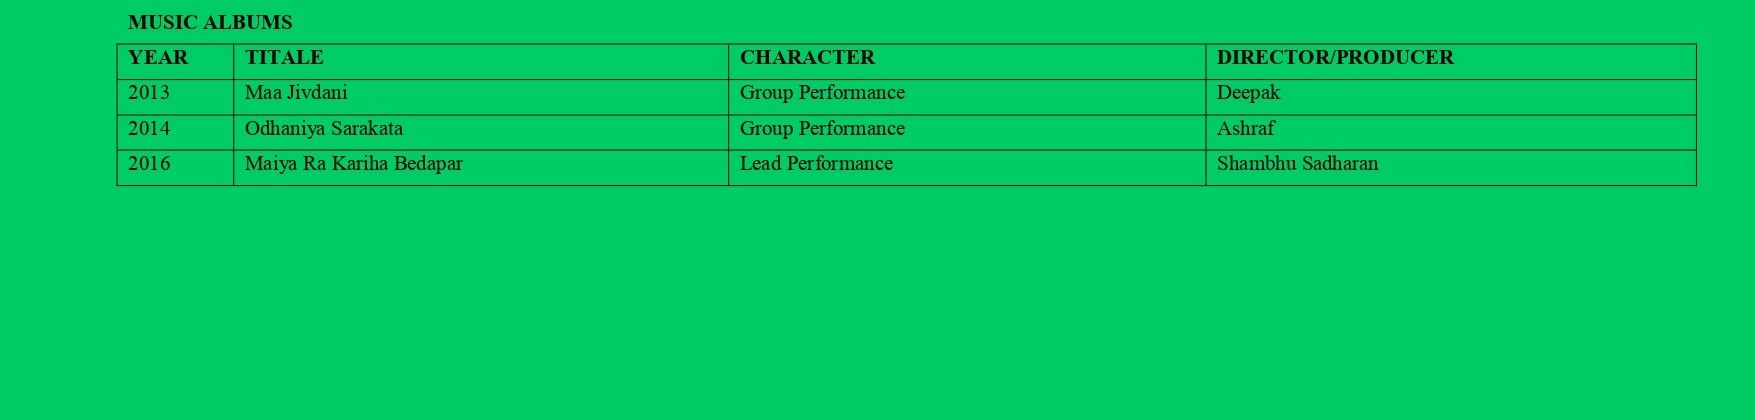 MUSIC ALBUMS
YEAR TITALE CHARACTER DIRECTOR/PRODUCER
2013 Maa Jivdani Group Performance Deepak
2014 Odhaniya Sarakata Group Performance Ashraf
2016 Maiya Ra Kariha Bedapar Lead Performance Shambhu Sadharan